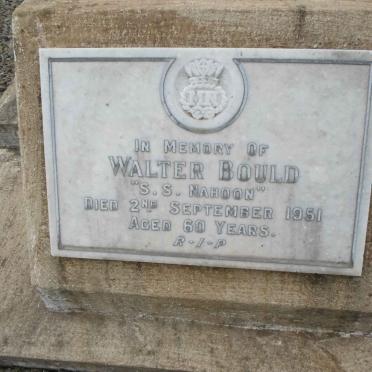 IN MEMORY OF
WALTER BOULD
"S.S. NAHOON"
DIED 2ND SEPTEMBER 1951
AGED 60 YEARS.
R-I-P